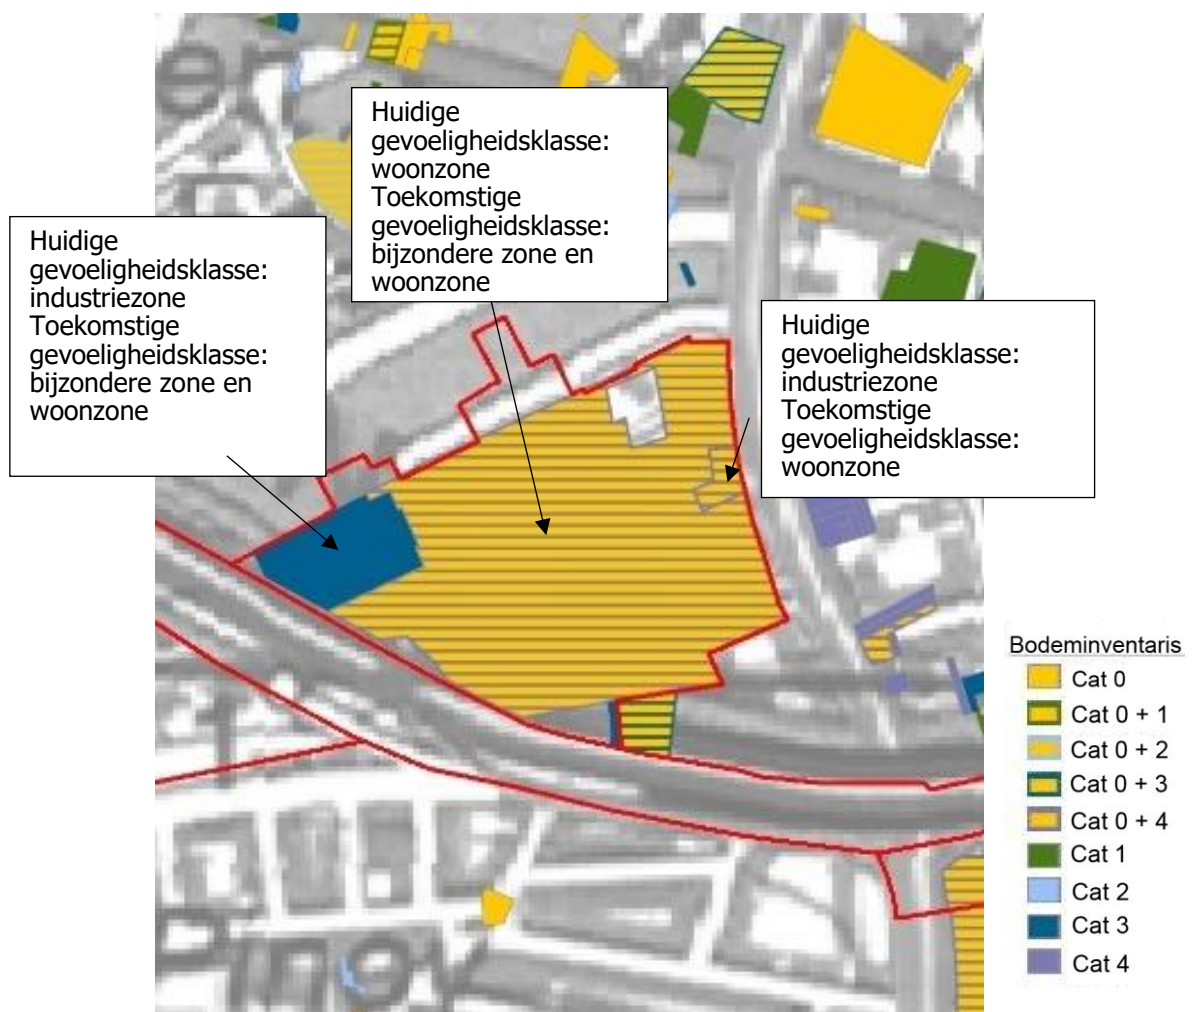 Huidige
gevoeligheidsklasse:
woonzone
Toekomstige
gevoeligheidsklasse:
bijzondere zone en
woonzone
Huidige
gevoeligheidsklasse:
industriezone
Toekomstige
gevoeligheidsklasse:
bijzondere zone en
woonzone
Huidige
gevoeligheidsklasse:
industriezone
Toekomstige
gevoeligheidsklasse:
woonzone
Bodeminventaris
Cat 0
Cat 0 + 1
Cat 0 + 2
Cat 0 + 3
Cat 0 + 4
Cat 1
Cat 2
Cat 3
Cat 4